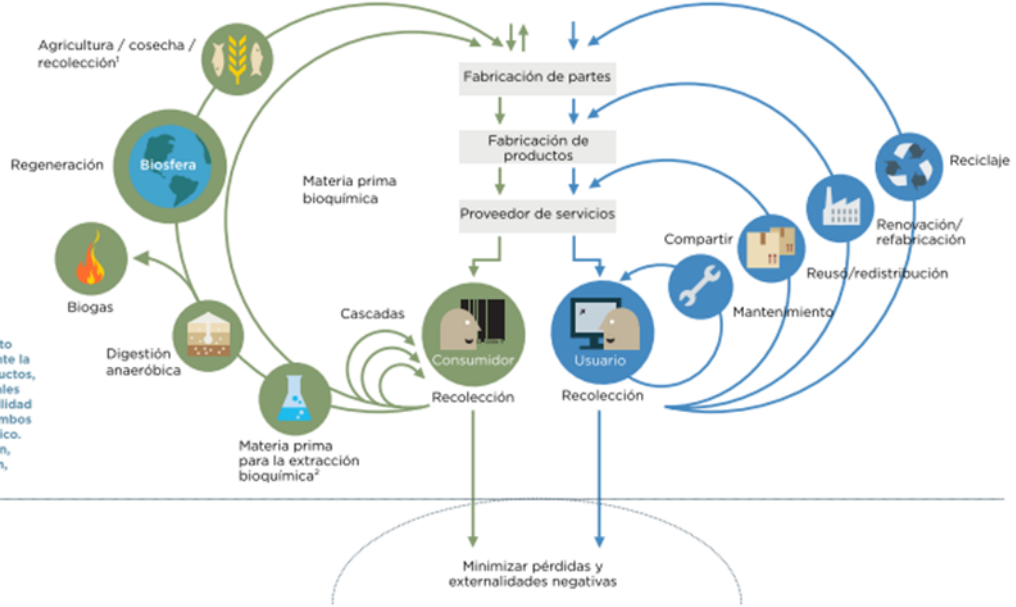 Agricultura / cosecha /
recolección¹
Regeneración
Biosfera
Biogas
Digestión
anaeróbica
Materia prima
para la extracción
bioquímica²
Materia prima
bioquímica
Cascadas
Fabricación de partes
Fabricación de
productos
Proveedor de servicios
Consumidor
Recolección
Usuario
Recolección
Compartir
Mantenimiento
Reuso/redistribución
Renovación/
refabricación
Reciclaje
Minimizar pérdidas y
externalidades negativas